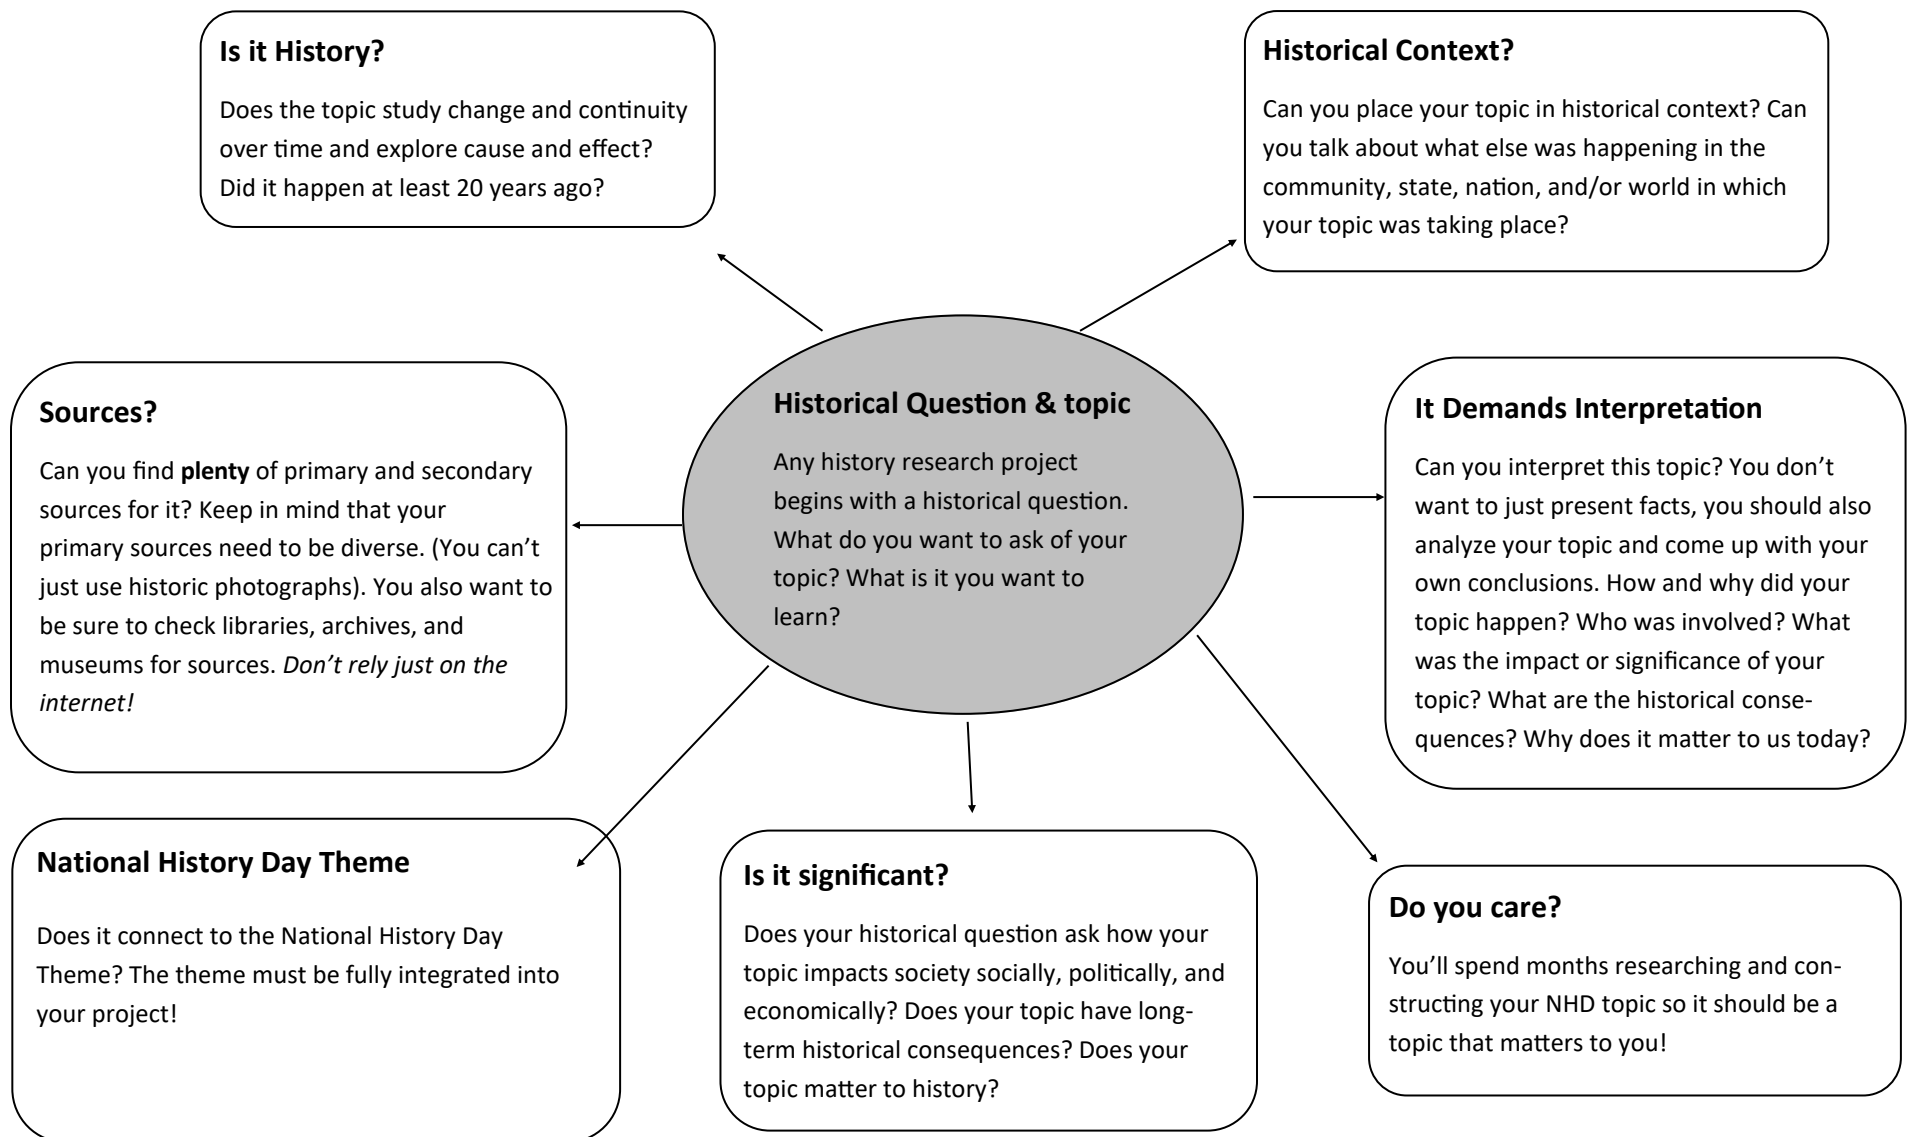 Is it History?
Does the topic study change and continuity
over time and explore cause and effect?
Did it happen at least 20 years ago?
Historical Context?
Can you place your topic in historical context? Can
you talk about what else was happening in the
community, state, nation, and/or world in which
your topic was taking place?
Sources?
Can you find plenty of primary and secondary
sources for it? Keep in mind that your
primary sources need to be diverse. (You can’t
just use historic photographs). You also want to
be sure to check libraries, archives, and
museums for sources. Don’t rely just on the
internet!
Historical Question & topic
Any history research project
begins with a historical question.
What do you want to ask of your
topic? What is it you want to
learn?
It Demands Interpretation
Can you interpret this topic? You don’t
want to just present facts, you should also
analyze your topic and come up with your
own conclusions. How and why did your
topic happen? Who was involved? What
was the impact or significance of your
topic? What are the historical conse-
quences? Why does it matter to us today?
National History Day Theme
Does it connect to the National History Day
Theme? The theme must be fully integrated into
your project!
Is it significant?
Does your historical question ask how your
topic impacts society socially, politically, and
economically? Does your topic have long-
term historical consequences? Does your
topic matter to history?
Do you care?
You’ll spend months researching and con-
structing your NHD topic so it should be a
topic that matters to you!